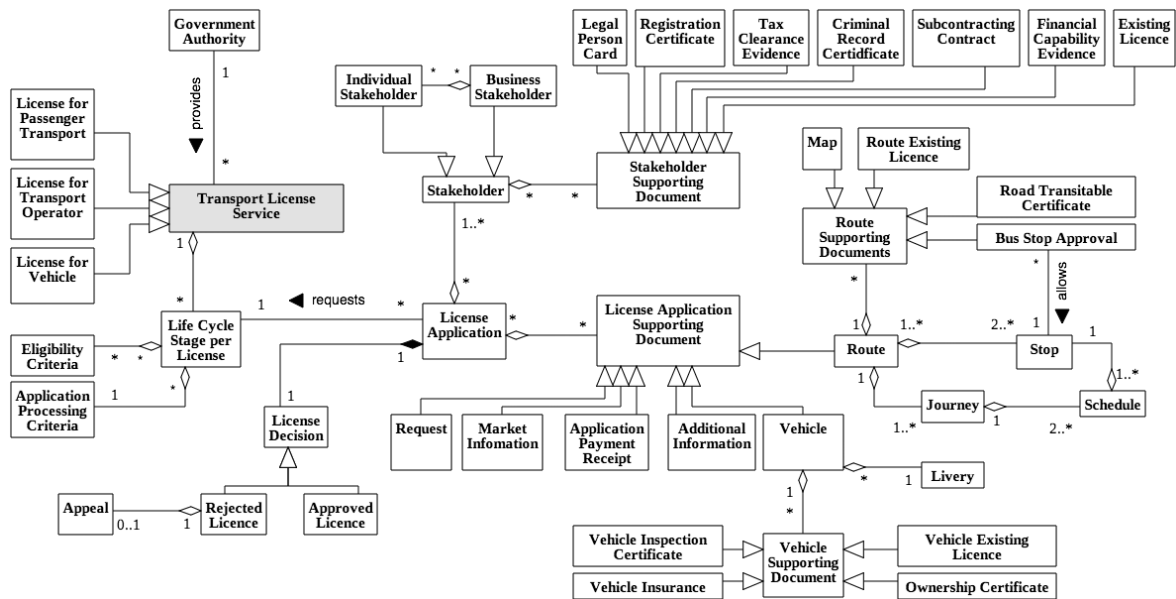 Government
Authority
1
provides
*
License for
Passenger
Transport
License for
Transport
Operator
License for
Vehicle
Transport License
Service
1
*
Individual
Stakeholder
*
*
Business
Stakeholder
Stakeholder
*
*
1..*
*
Legal
Person
Card
Registration
Certificate
Tax
Clearance
Evidence
Criminal
Record
Certidficate
Subcontracting
Contract
Financial
Capability
Evidence
Existing
Licence
Stakeholder
Supporting
Document
Map
Route Existing
Licence
Road Transitable
Certificate
Bus Stop Approval
Route
Supporting
Documents
*
1
*
allows
1
Life Cycle
Stage per
License
1
requests
*
License
Application
*
*
License Application
Supporting
Document
Route
1..*
2..*
Stop
1
1..*
Eligibility
Criteria
*
*
Application
Processing
Criteria
1
*
1
1
License
Decision
Request
Market
Infomation
Application
Payment
Receipt
Additional
Information
Vehicle
1
1..*
Journey
1
2..*
Schedule
Livery
*
1
Appeal
0..1
1
Rejected
Licence
Approved
Licence
1
*
Vehicle Inspection
Certificate
Vehicle Insurance
Vehicle
Supporting
Document
Vehicle Existing
Licence
Ownership Certificate